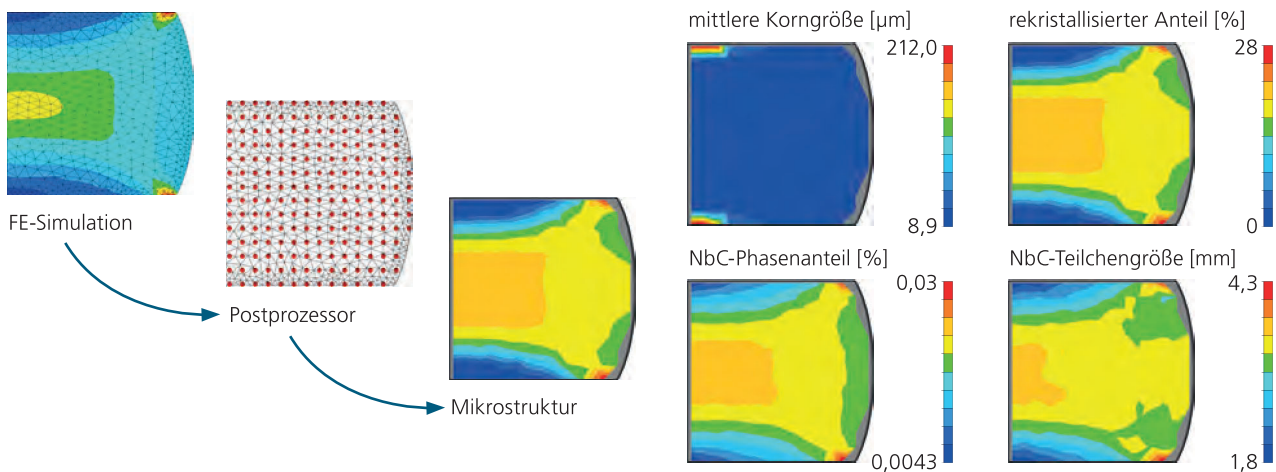 FE-Simulation
Postprozessor
Mikrostruktur
mittlere Korngröße [µm]
212,0
8,9
rekristallisierter Anteil [%]
28
0
NbC-Phasenanteil [%]
0,03
0,0043
NbC-Teilchengröße [mm]
4,3
1,8